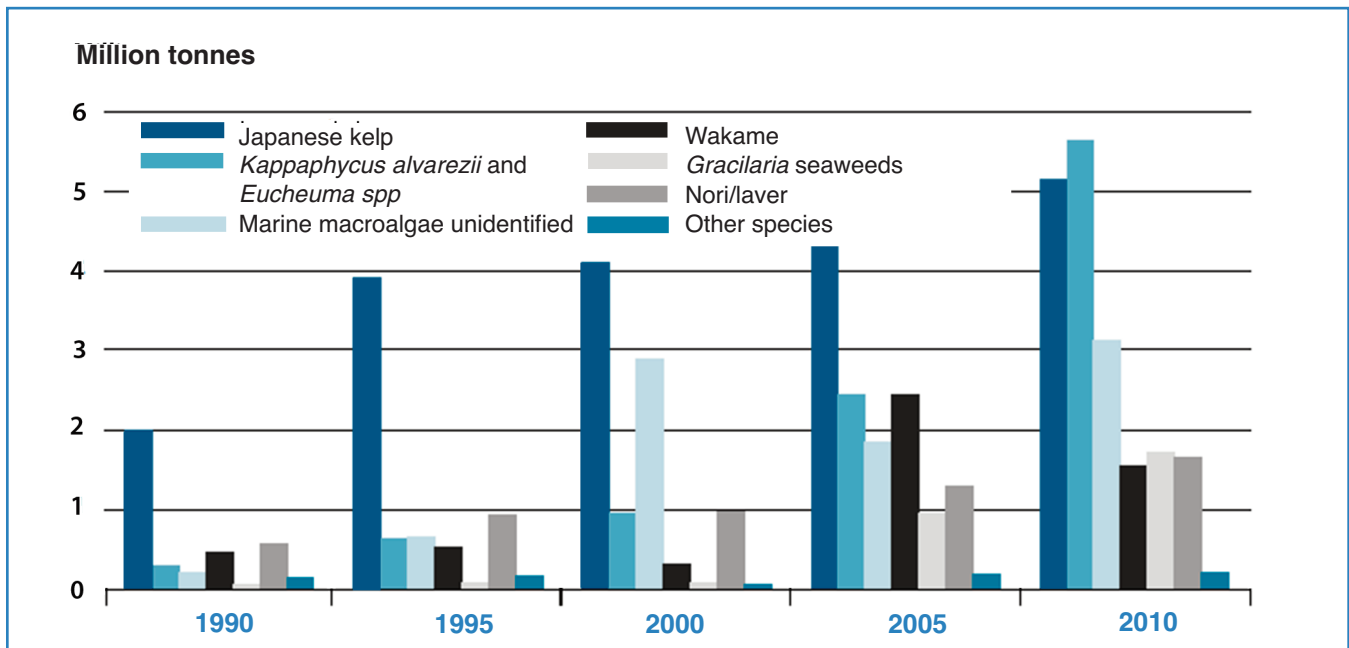 Million tonnes
6
5
4
3
2
1
0
Japanese kelp
Kappaphycus alvarezii and
Eucheuma spp
Marine macroalgae unidentified
Wakame
Gracilaria seaweeds
Nori/laver
Other species
1990 1995 2000 2005 2010